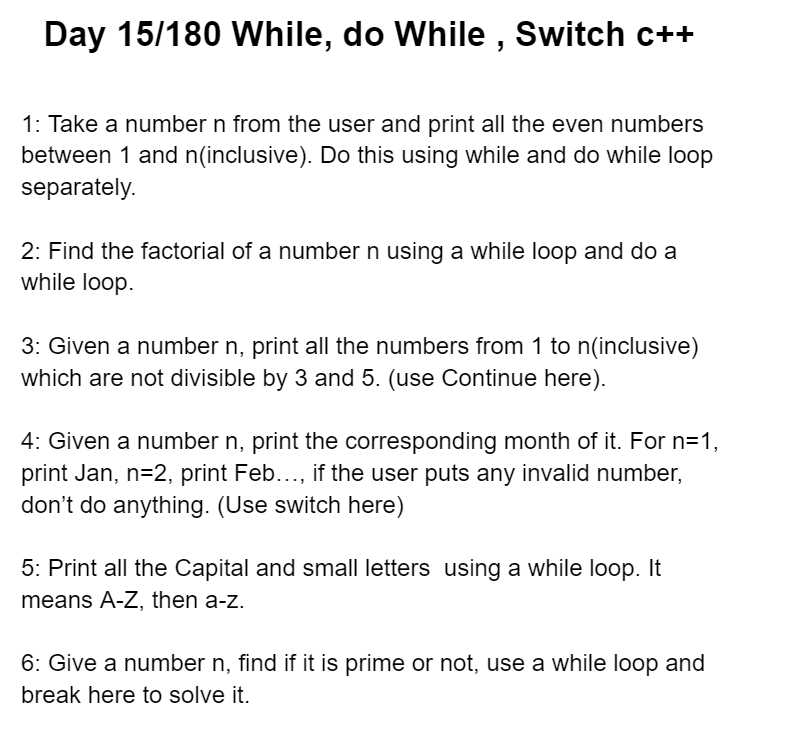 Day 15/180 While, do While , Switch c++
1: Take a number n from the user and print all the even numbers
between 1 and n(inclusive). Do this using while and do while loop
separately.
2: Find the factorial of a number n using a while loop and do a
while loop.
3: Given a number n, print all the numbers from 1 to n(inclusive)
which are not divisible by 3 and 5. (use Continue here).
4: Given a number n, print the corresponding month of it. For n=1,
print Jan, n=2, print Feb…, if the user puts any invalid number,
don’t do anything. (Use switch here)
5: Print all the Capital and small letters  using a while loop. It
means A-Z, then a-z.
6: Give a number n, find if it is prime or not, use a while loop and
break here to solve it.